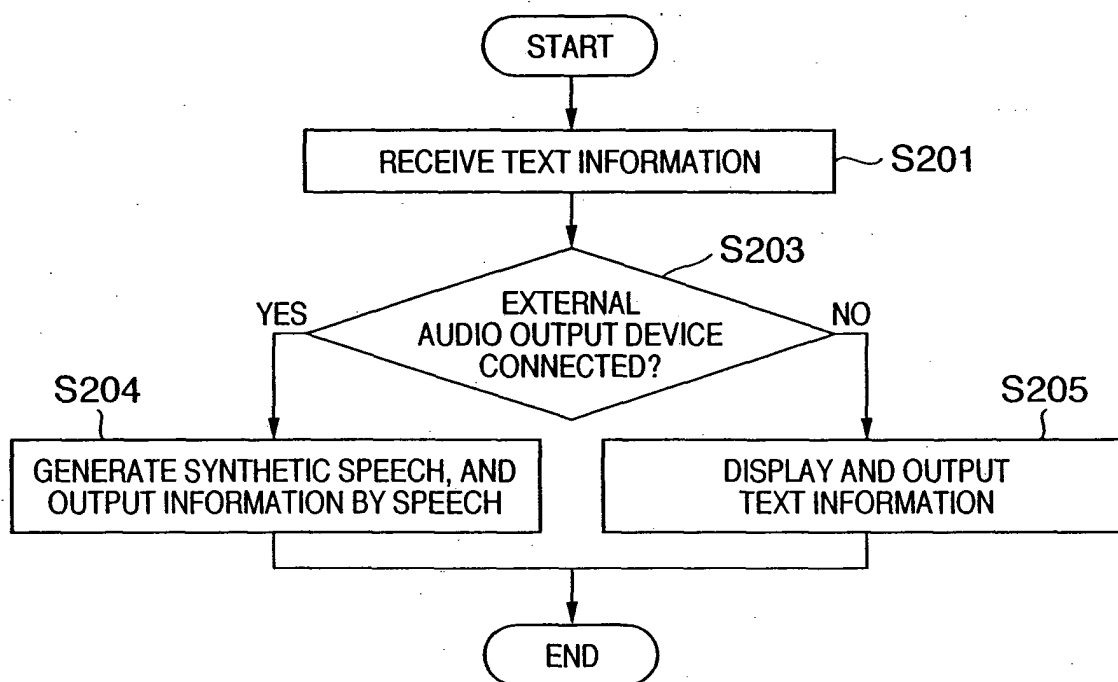 START
RECEIVE TEXT INFORMATION
S201
S203
EXTERNAL
AUDIO OUTPUT DEVICE
CONNECTED?
YES
NO
S204
GENERATE SYNTHETIC SPEECH, AND
OUTPUT INFORMATION BY SPEECH
S205
DISPLAY AND OUTPUT
TEXT INFORMATION
END